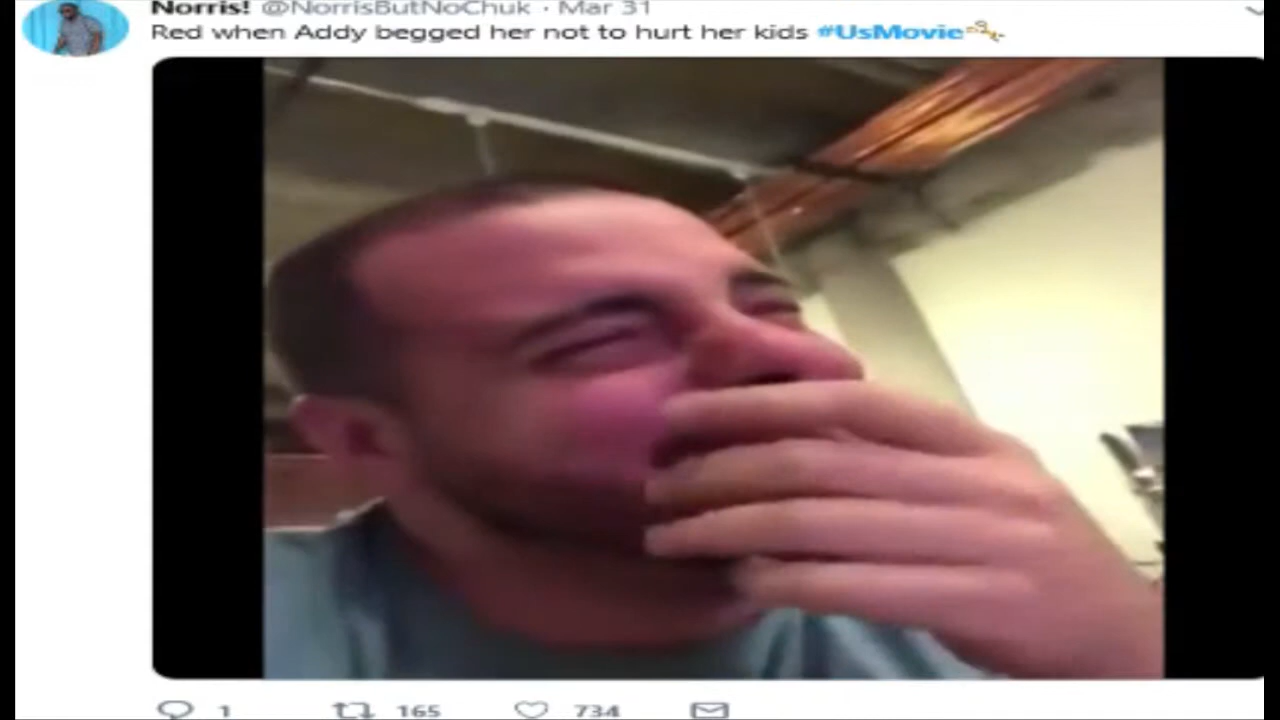 Norris! @NorrisButNoChuk · Mar 31
Red when Addy begged her not to hurt her kids #UsMovie
1 165 734